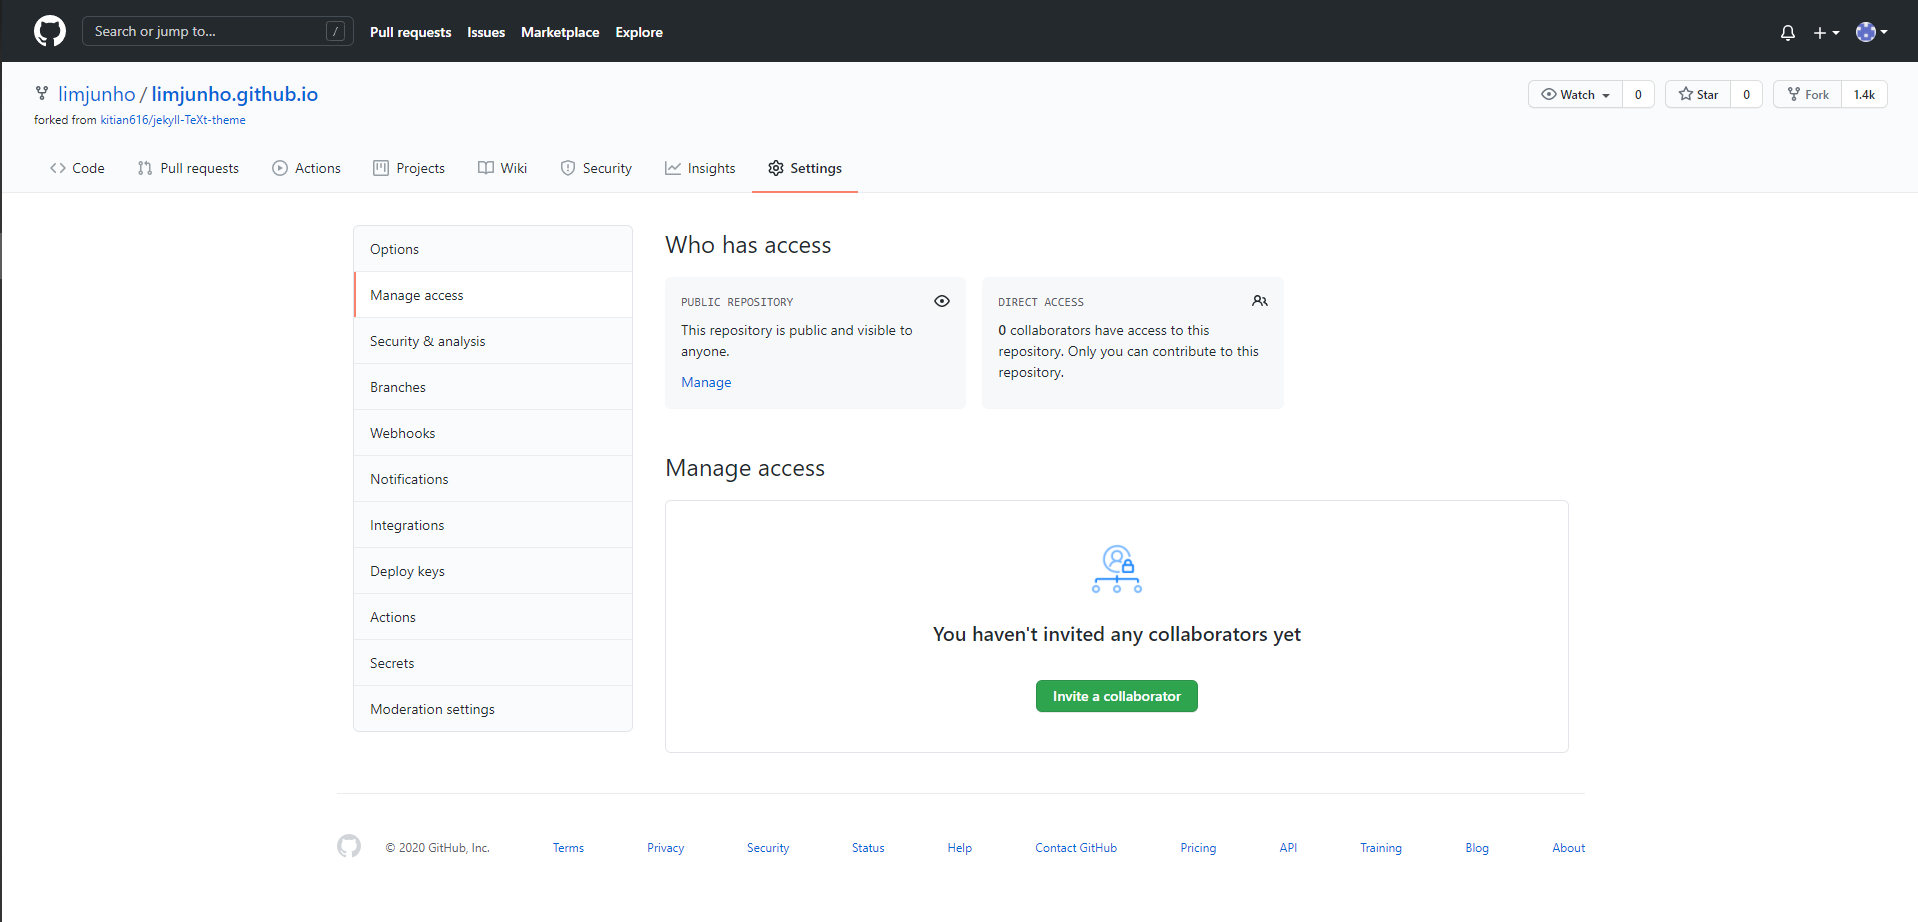 Search or jump to... /
Pull requests Issues Marketplace Explore
limjunho / limjunho.github.io
forked from kitian616/jekyll-TeXt-theme
Watch 0 Star 0 Fork 1.4k
Code Pull requests Actions Projects Wiki Security Insights Settings
Options
Manage access
Security & analysis
Branches
Webhooks
Notifications
Integrations
Deploy keys
Actions
Secrets
Moderation settings
Who has access
PUBLIC REPOSITORY
This repository is public and visible to
anyone.
Manage
DIRECT ACCESS
0 collaborators have access to this
repository. Only you can contribute to this
repository.
Manage access
You haven't invited any collaborators yet
Invite a collaborator
© 2020 GitHub, Inc. Terms Privacy Security Status Help Contact GitHub Pricing API Training Blog About